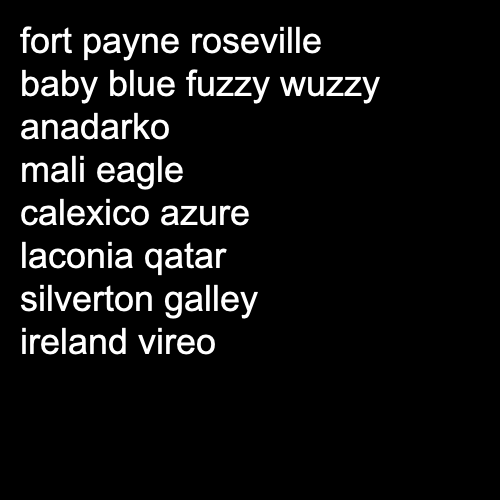 fort payne roseville
baby blue fuzzy wuzzy
anadarko
mali eagle
calexico azure
laconia qatar
silverton galley
ireland vireo